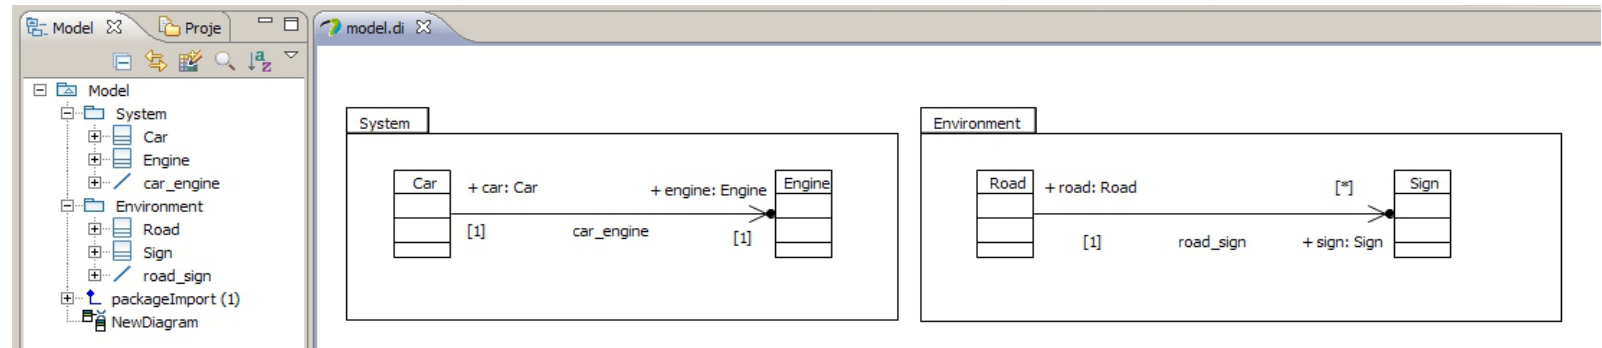 Model
Proje
Model
System
Car
Engine
car_engine
Environment
Road
Sign
road_sign
packageImport (1)
NewDiagram
model.di
System
Car
+ car: Car
+ engine: Engine
Engine
[1]
car_engine
[1]
Environment
Road
+ road: Road
[*]
Sign
[1]
road_sign
+ sign: Sign